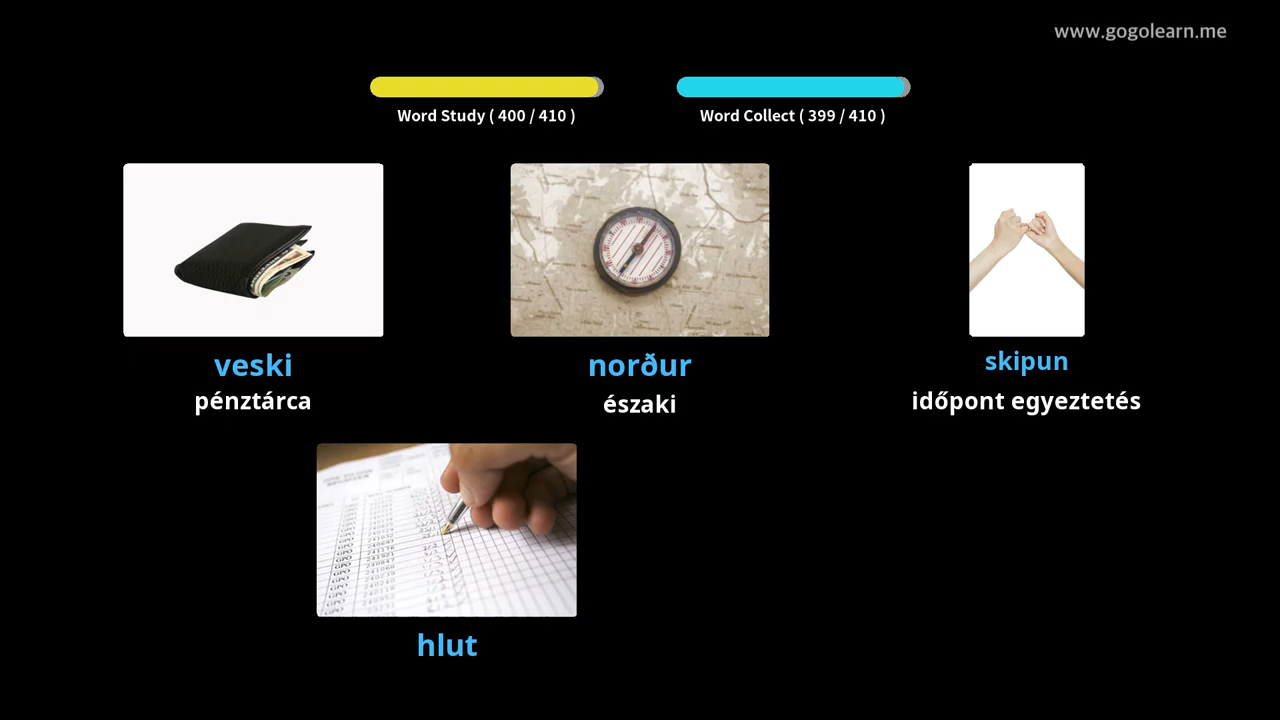 www.gogolearn.me
Word Study ( 400 / 410 )
Word Collect ( 399 / 410 )
veski
norður
skipun
pénztárca
északi
időpont egyeztetés
hlut